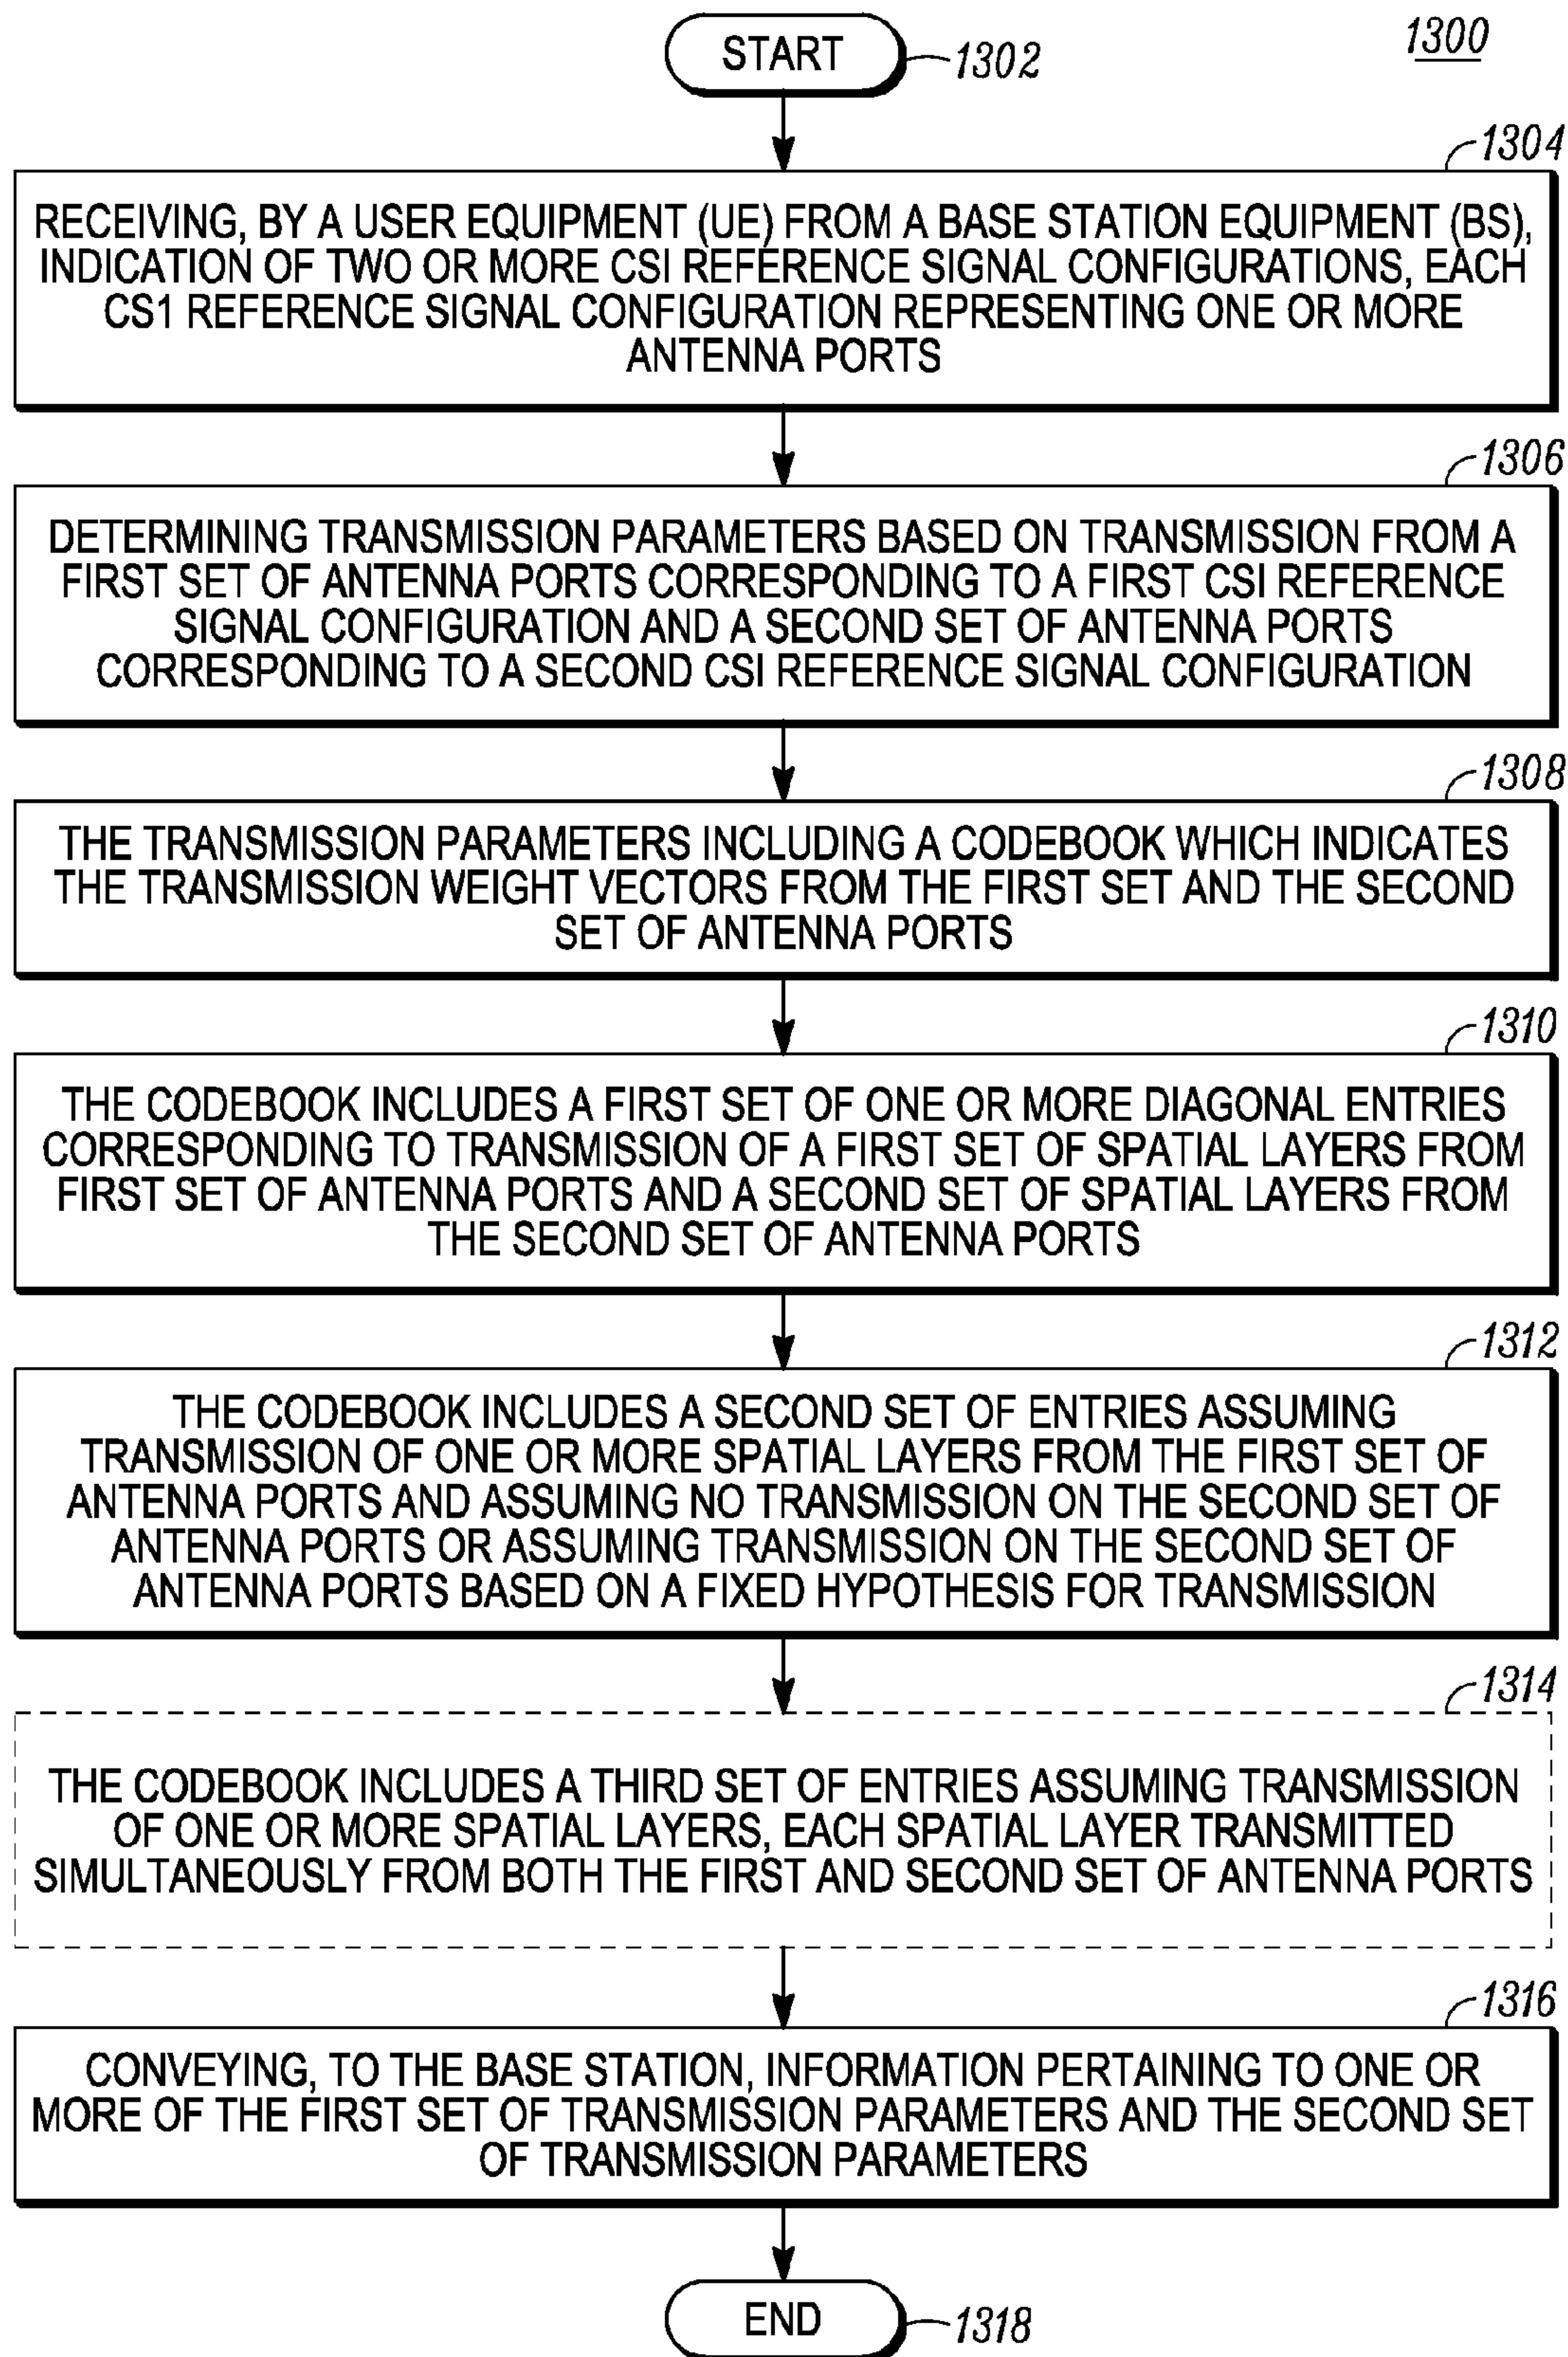 1300
START
1302
1304
RECEIVING, BY A USER EQUIPMENT (UE) FROM A BASE STATION EQUIPMENT (BS),
INDICATION OF TWO OR MORE CSI REFERENCE SIGNAL CONFIGURATIONS, EACH
CS1 REFERENCE SIGNAL CONFIGURATION REPRESENTING ONE OR MORE
ANTENNA PORTS
1306
DETERMINING TRANSMISSION PARAMETERS BASED ON TRANSMISSION FROM A
FIRST SET OF ANTENNA PORTS CORRESPONDING TO A FIRST CSI REFERENCE
SIGNAL CONFIGURATION AND A SECOND SET OF ANTENNA PORTS
CORRESPONDING TO A SECOND CSI REFERENCE SIGNAL CONFIGURATION
1308
THE TRANSMISSION PARAMETERS INCLUDING A CODEBOOK WHICH INDICATES
THE TRANSMISSION WEIGHT VECTORS FROM THE FIRST SET AND THE SECOND
SET OF ANTENNA PORTS
1310
THE CODEBOOK INCLUDES A FIRST SET OF ONE OR MORE DIAGONAL ENTRIES
CORRESPONDING TO TRANSMISSION OF A FIRST SET OF SPATIAL LAYERS FROM
FIRST SET OF ANTENNA PORTS AND A SECOND SET OF SPATIAL LAYERS FROM
THE SECOND SET OF ANTENNA PORTS
1312
THE CODEBOOK INCLUDES A SECOND SET OF ENTRIES ASSUMING
TRANSMISSION OF ONE OR MORE SPATIAL LAYERS FROM THE FIRST SET OF
ANTENNA PORTS AND ASSUMING NO TRANSMISSION ON THE SECOND SET OF
ANTENNA PORTS OR ASSUMING TRANSMISSION ON THE SECOND SET OF
ANTENNA PORTS BASED ON A FIXED HYPOTHESIS FOR TRANSMISSION
1314
THE CODEBOOK INCLUDES A THIRD SET OF ENTRIES ASSUMING TRANSMISSION
OF ONE OR MORE SPATIAL LAYERS, EACH SPATIAL LAYER TRANSMITTED
SIMULTANEOUSLY FROM BOTH THE FIRST AND SECOND SET OF ANTENNA PORTS
1316
CONVEYING, TO THE BASE STATION, INFORMATION PERTAINING TO ONE OR
MORE OF THE FIRST SET OF TRANSMISSION PARAMETERS AND THE SECOND SET
OF TRANSMISSION PARAMETERS
END
1318